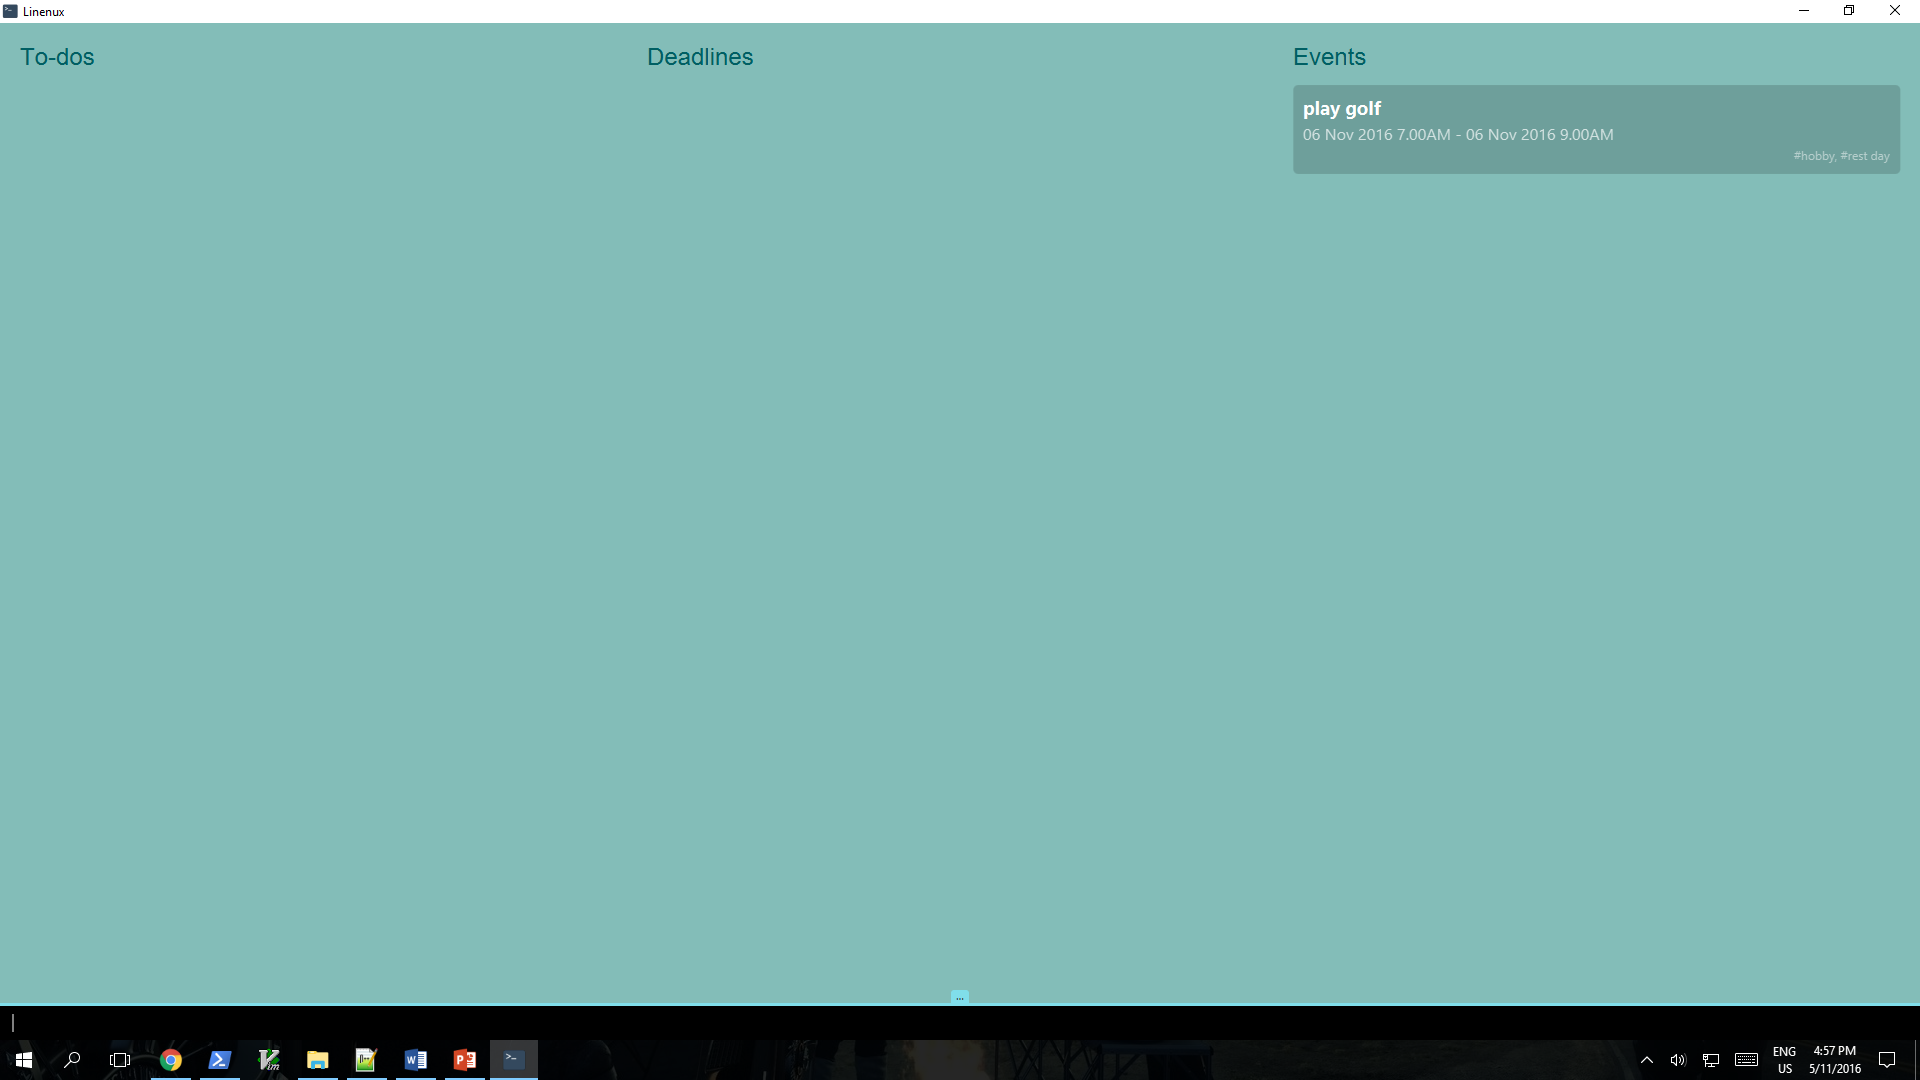 Linenux
To-dos
Deadlines
Events
play golf
06 Nov 2016 7.00AM - 06 Nov 2016 9.00AM
#hobby, #rest day
...
ENG
US
4:57 PM
5/11/2016